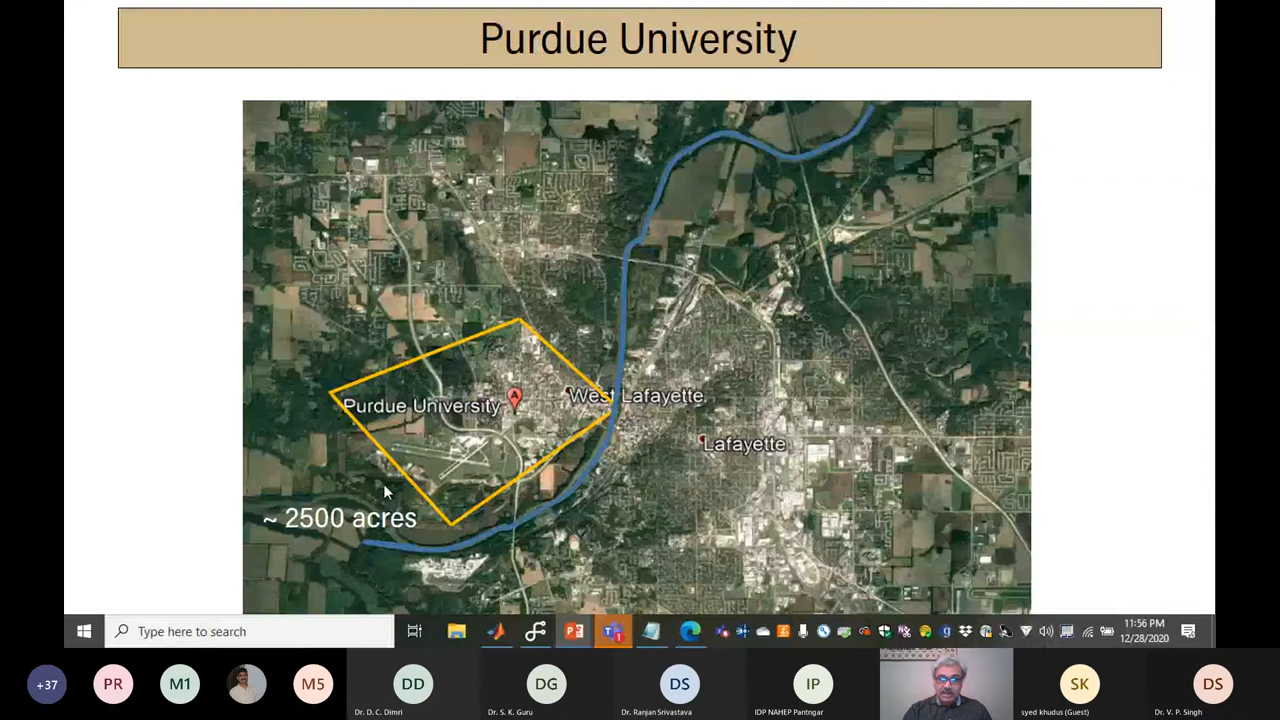 Purdue University
Purdue University
A
West Lafayette
Lafayette
~ 2500 acres
Type here to search
11:56 PM
12/28/2020
+37
PR
M1
M5
DD
Dr. D. C. Dimri
DG
Dr. S. K. Guru
DS
Dr. Ranjan Srivastava
IP
IDP NAHEP Pantngar
SK
syed khudus (Guest)
DS
Dr. V. P. Singh